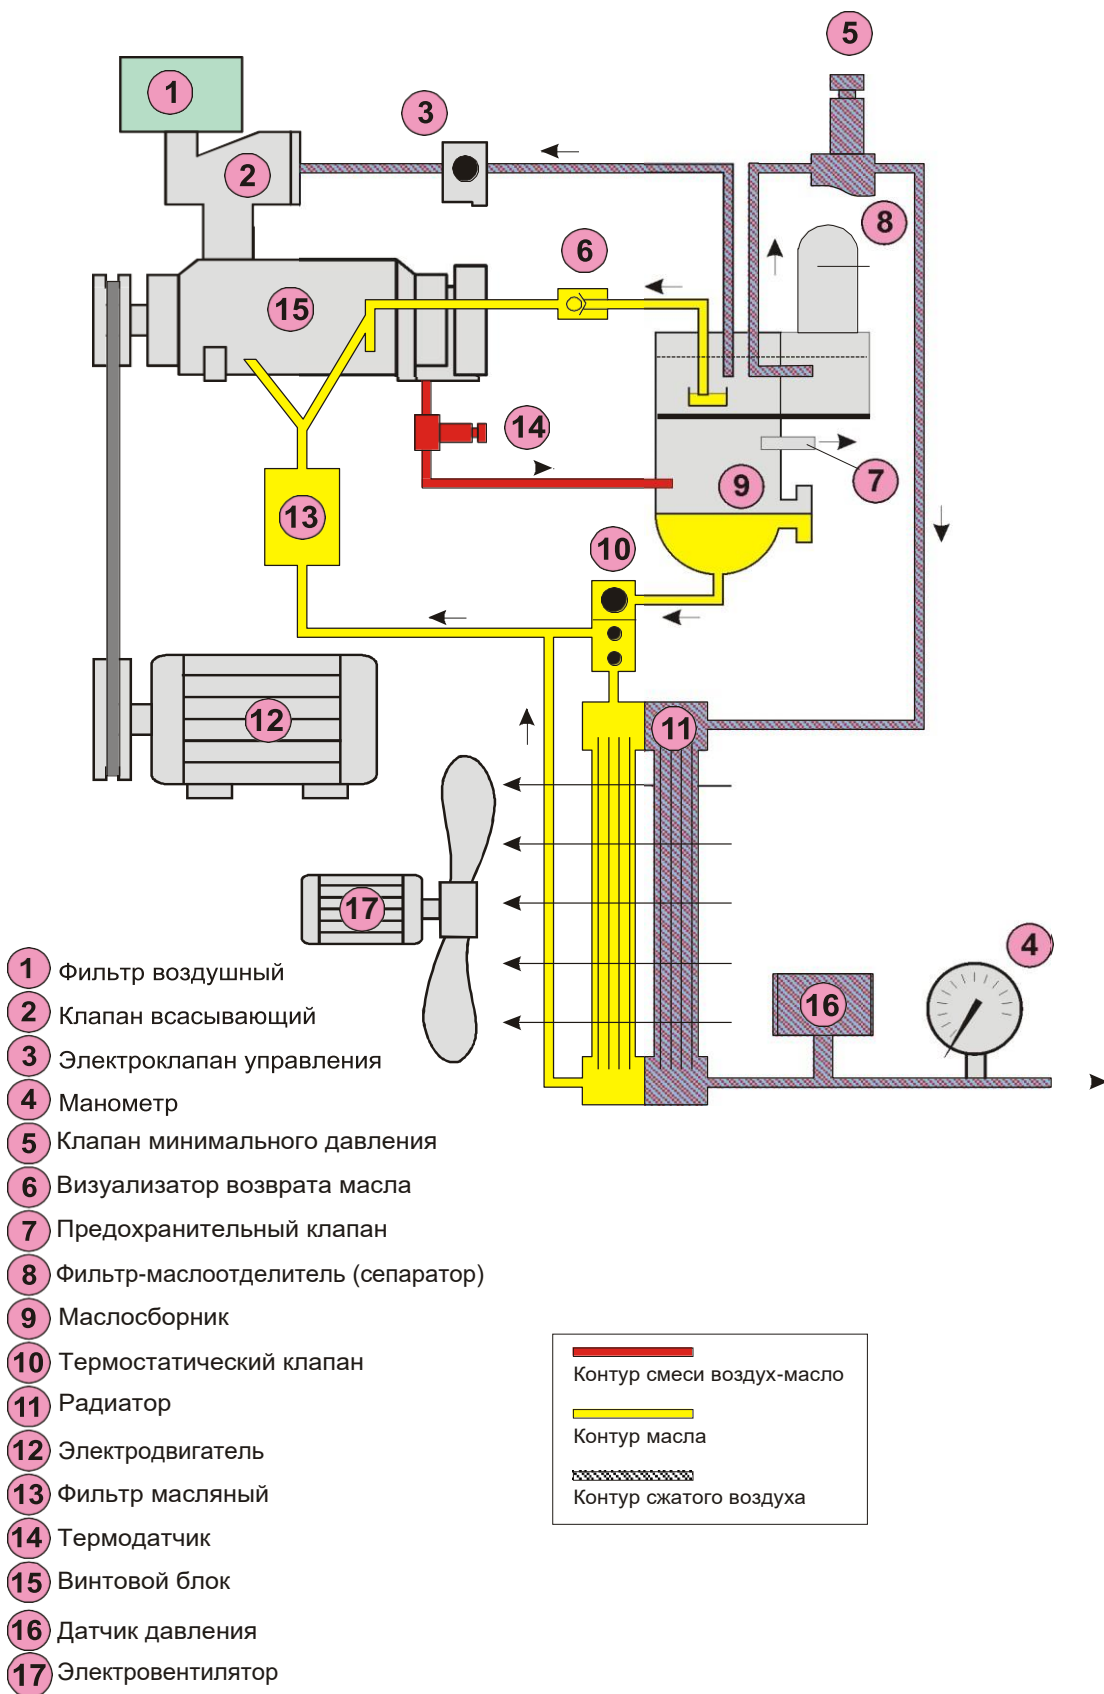 5
1
3
2
8
6
15
14
7
9
13
10
12
11
17
4
16
1 Фильтр воздушный
2 Клапан всасывающий
3 Электроклапан управления
4 Манометр
5 Клапан минимального давления
6 Визуализатор возврата масла
7 Предохранительный клапан
8 Фильтр-маслоотделитель (сепаратор)
9 Маслосборник
10 Термостатический клапан
11 Радиатор
12 Электродвигатель
13 Фильтр масляный
14 Термодатчик
15 Винтовой блок
16 Датчик давления
17 Электровентилятор
Контур смеси воздух-масло
Контур масла
Контур сжатого воздуха